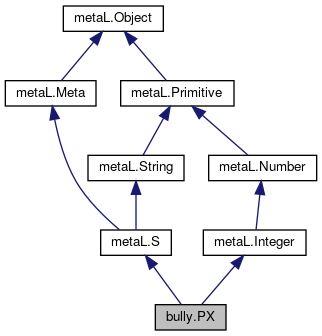 metaL.Object
metaL.Meta
metaL.Primitive
metaL.String
metaL.Number
metaL.S
metaL.Integer
bully.PX